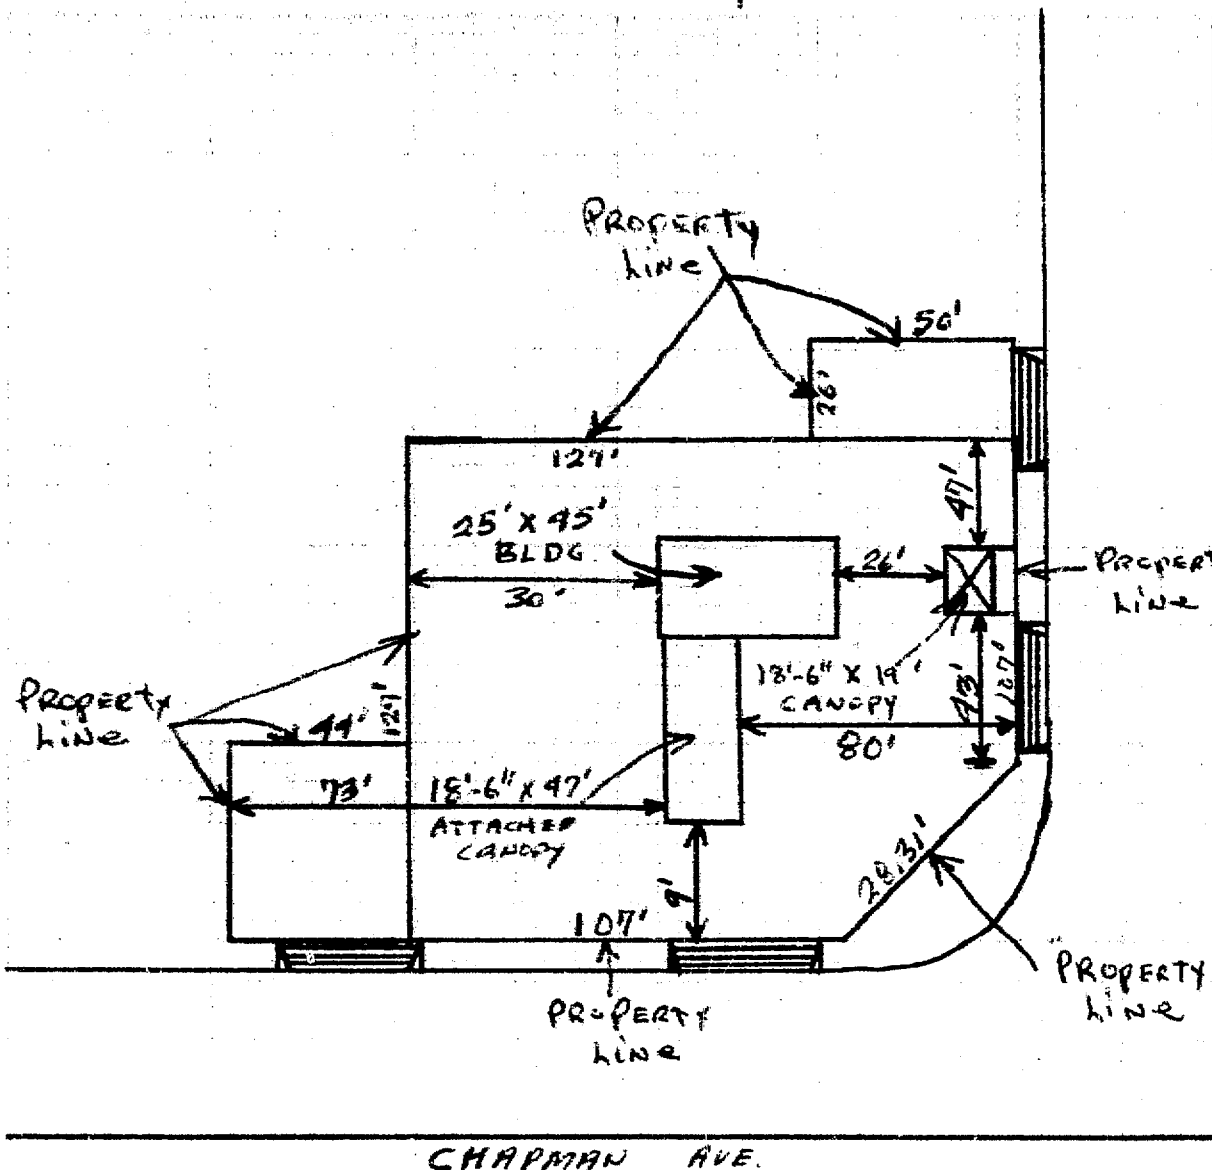 PROPERTY
LINE
50'
26'
127'
47'
25' X 45'
BLDG
26'
30'
PROPERT
LINE
18'-6" X 19'
CANOPY
43'
107'
PROPERTY
LINE
127'
44'
80'
73'
18'-6" X 47'
ATTACHED
CANOPY
28.31'
9'
107'
PROPERTY
LINE
PROPERTY
LINE
CHAPMAN AVE.